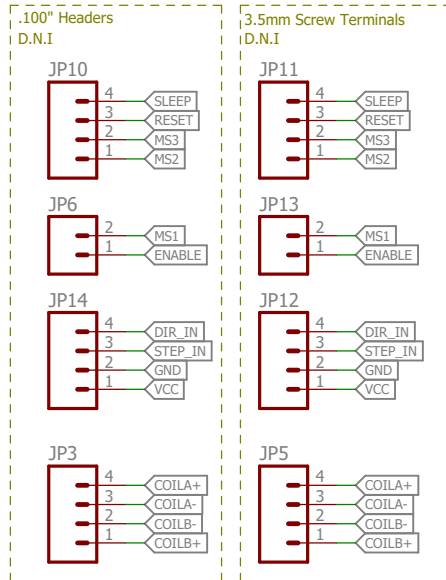 .100" Headers
D.N.I
JP10
4 SLEEP
3 RESET
2 MS3
1 MS2
JP6
2 MS1
1 ENABLE
JP14
4 DIR_IN
3 STEP_IN
2 GND
1 VCC
JP3
4 COILA+
3 COILA-
2 COILB-
1 COILB+
3.5mm Screw Terminals
D.N.I
JP11
4 SLEEP
3 RESET
2 MS3
1 MS2
JP13
2 MS1
1 ENABLE
JP12
4 DIR_IN
3 STEP_IN
2 GND
1 VCC
JP5
4 COILA+
3 COILA-
2 COILB-
1 COILB+